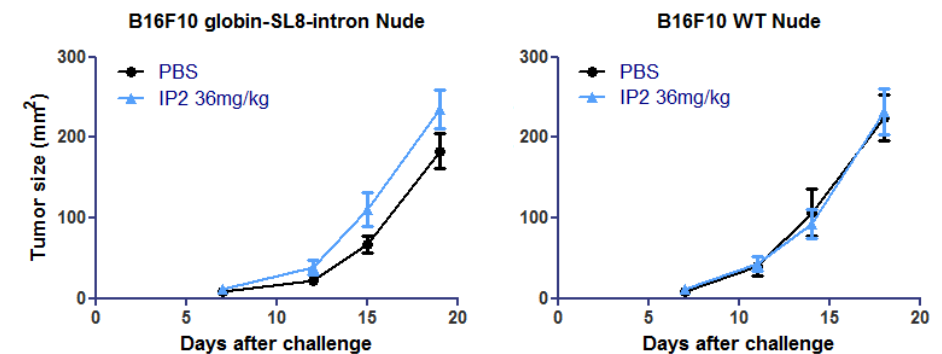 B16F10 globin-SL8-intron Nude
300
200
100
0
Tumor size (mm2)
PBS
IP2 36mg/kg
0 5 10 15 20
Days after challenge
B16F10 WT Nude
300
200
100
0
PBS
IP2 36mg/kg
0 5 10 15 20
Days after challenge